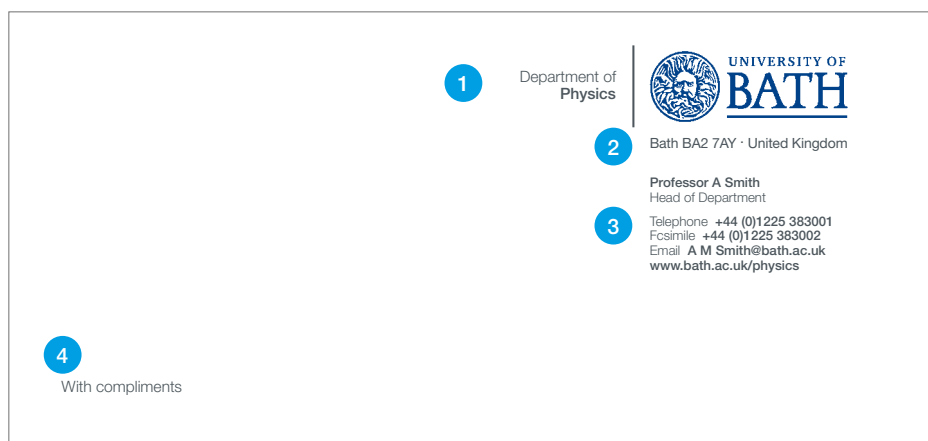 1
Department of
Physics
UNIVERSITY OF
BATH
2
Bath BA2 7AY · United Kingdom
Professor A Smith
Head of Department
3
Telephone +44 (0)1225 383001
Fcsimile +44 (0)1225 383002
Email A M Smith@bath.ac.uk
www.bath.ac.uk/physics
4
With compliments